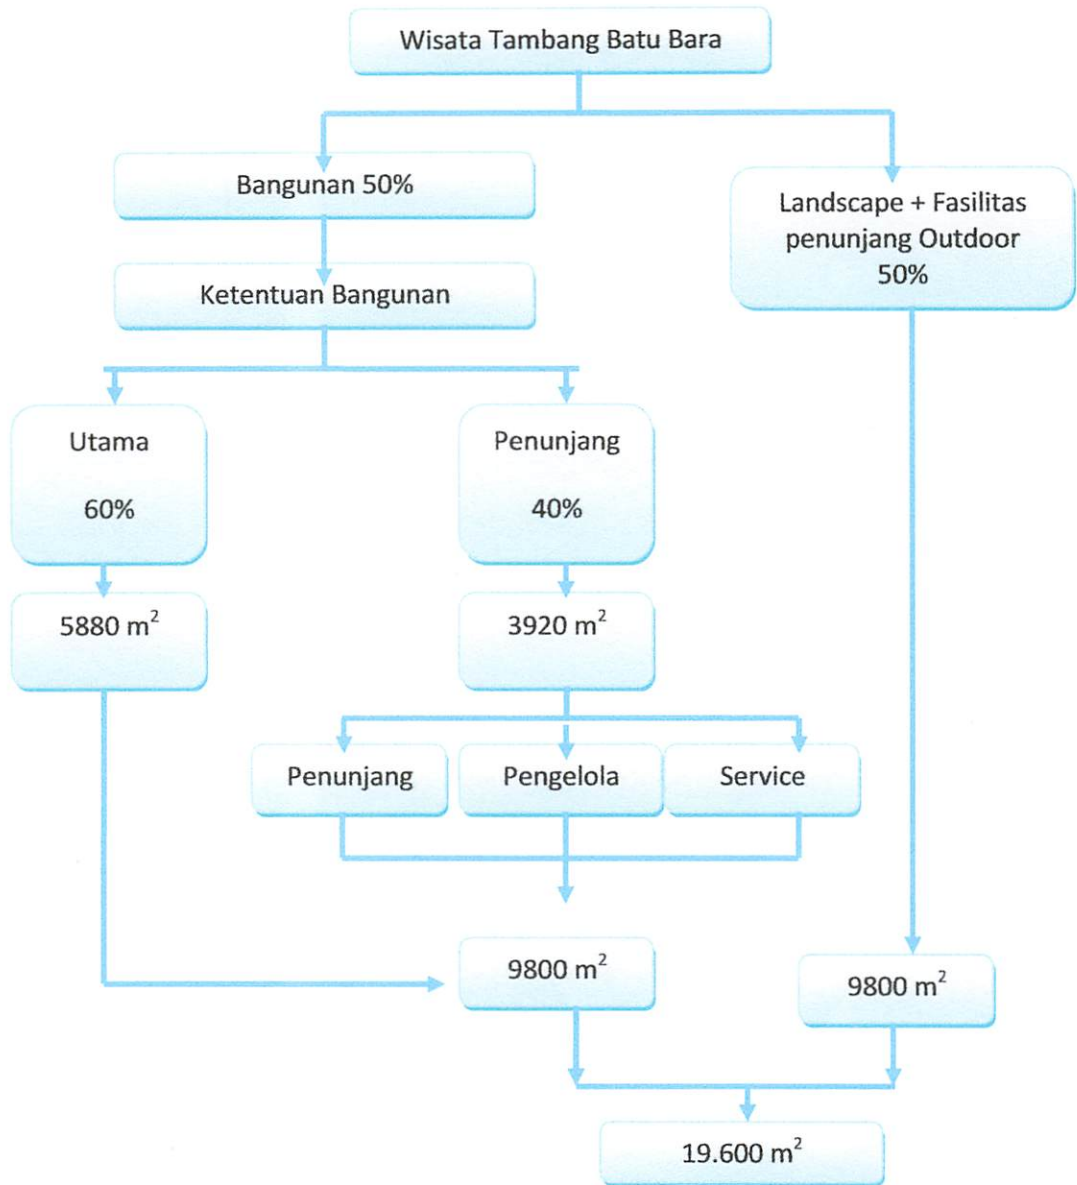 Wisata Tambang Batu Bara
Bangunan 50%
Landscape + Fasilitas
penunjang Outdoor
50%
Ketentuan Bangunan
Utama
60%
Penunjang
40%
5880 m²
3920 m²
Penunjang
Pengelola
Service
9800 m²
9800 m²
19.600 m²